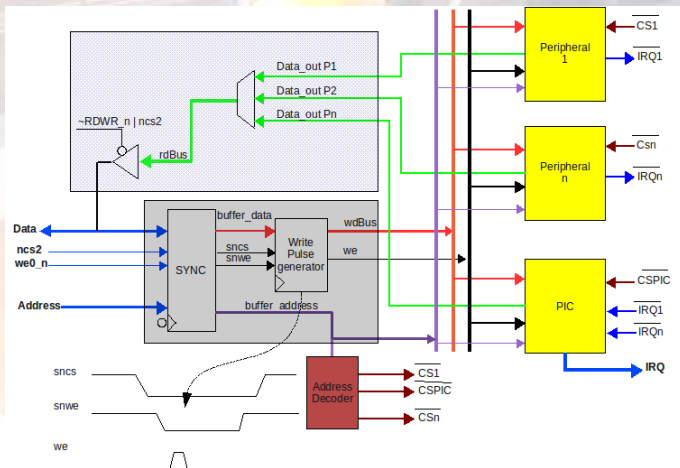 Data_out P1
Data_out P2
Data_out Pn
~RDWR_n | ncs2
rdBus
Peripheral
1
CS1
IRQ1
Peripheral
n
Csn
IRQn
Data
ncs2
we0_n
Address
SYNC
buffer_data
sncs
snwe
buffer_address
Write
Pulse
generator
wdBus
we
PIC
CSPIC
IRQ1
IRQn
IRQ
Address
Decoder
CS1
CSPIC
CSn
sncs
snwe
we